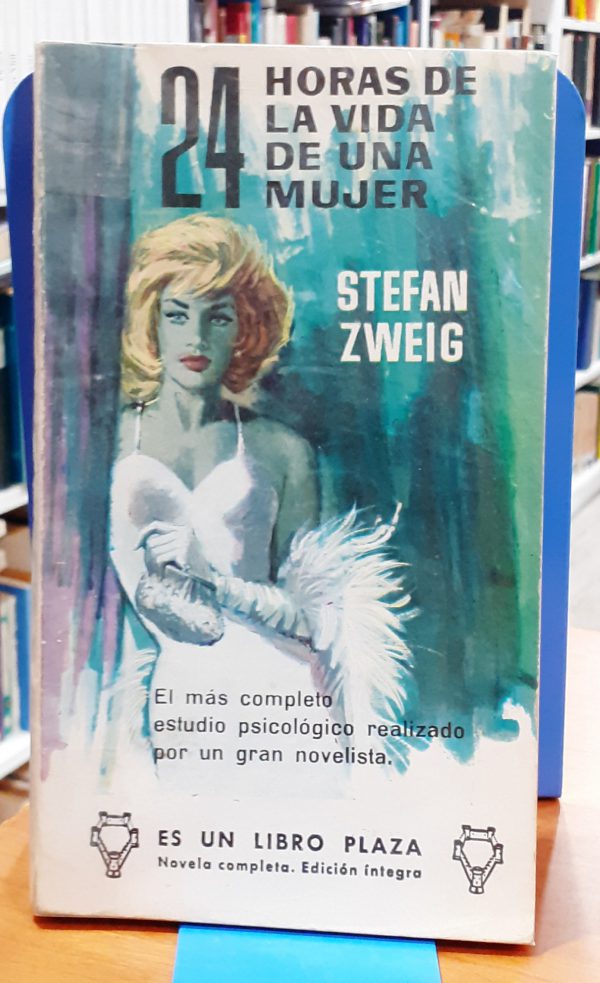 24 HORAS DE
LA VIDA
DE UNA
MUJER
STEFAN
ZWEIG
El más completo
estudio psicológico realizado
por un gran novelista.
ES UN LIBRO PLAZA
Novela completa. Edición íntegra